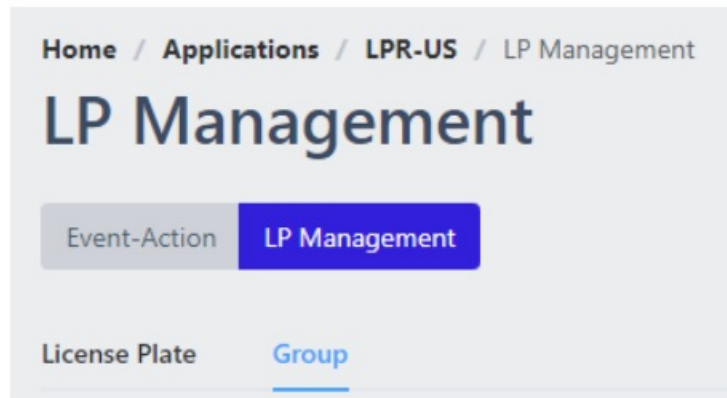 Home / Applications / LPR-US / LP Management
LP Management
Event-Action LP Management
License Plate Group